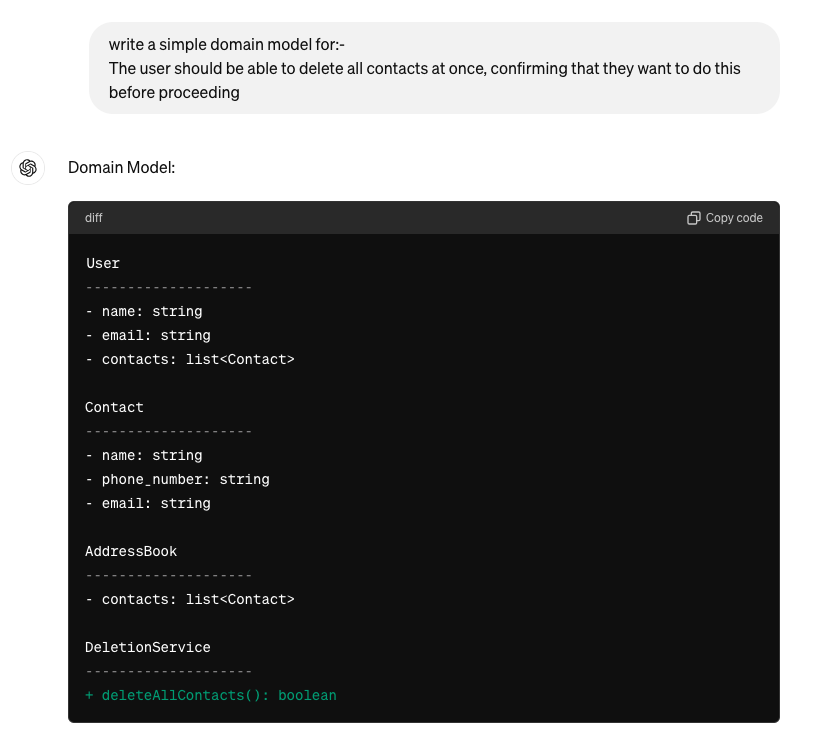 write a simple domain model for:-
The user should be able to delete all contacts at once, confirming that they want to do this
before proceeding
Domain Model:
diff
Copy code
User
--------------------
- name: string
- email: string
- contacts: list<Contact>
Contact
--------------------
- name: string
- phone_number: string
- email: string
AddressBook
--------------------
- contacts: list<Contact>
DeletionService
--------------------
+ deleteAllContacts(): boolean